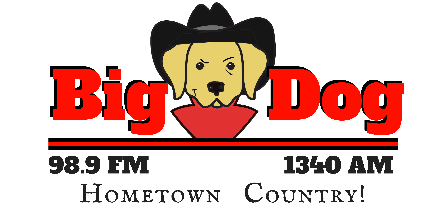 Big Dog
98.9 FM 1340 AM
Hometown Country!